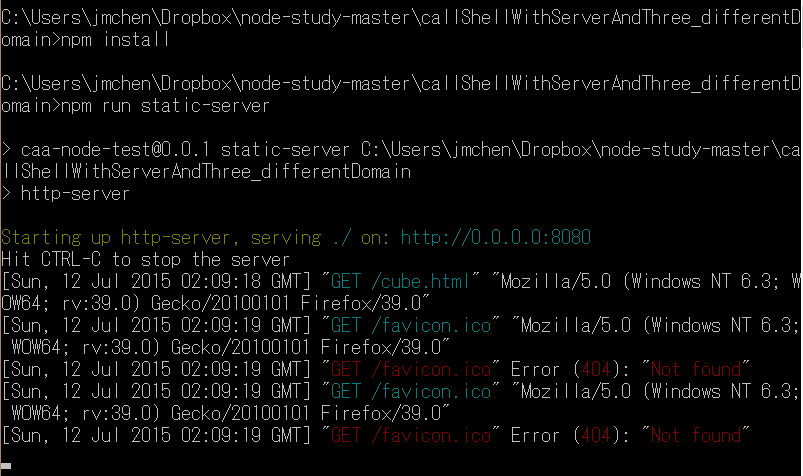 C:\Users\jmchen\Dropbox\node-study-master\callShellWithServerAndThree_differentD
omain>npm install
C:\Users\jmchen\Dropbox\node-study-master\callShellWithServerAndThree_differentD
omain>npm run static-server
> caa-node-test@0.0.1 static-server C:\Users\jmchen\Dropbox\node-study-master\ca
llShellWithServerAndThree_differentDomain
> http-server
Starting up http-server, serving ./ on: http://0.0.0.0:8080
Hit CTRL-C to stop the server
[Sun, 12 Jul 2015 02:09:18 GMT] "GET /cube.html" "Mozilla/5.0 (Windows NT 6.3; W
OW64; rv:39.0) Gecko/20100101 Firefox/39.0"
[Sun, 12 Jul 2015 02:09:19 GMT] "GET /favicon.ico" "Mozilla/5.0 (Windows NT 6.3;
 WOW64; rv:39.0) Gecko/20100101 Firefox/39.0"
[Sun, 12 Jul 2015 02:09:19 GMT] "GET /favicon.ico" Error (404): "Not found"
[Sun, 12 Jul 2015 02:09:19 GMT] "GET /favicon.ico" "Mozilla/5.0 (Windows NT 6.3;
 WOW64; rv:39.0) Gecko/20100101 Firefox/39.0"
[Sun, 12 Jul 2015 02:09:19 GMT] "GET /favicon.ico" Error (404): "Not found"